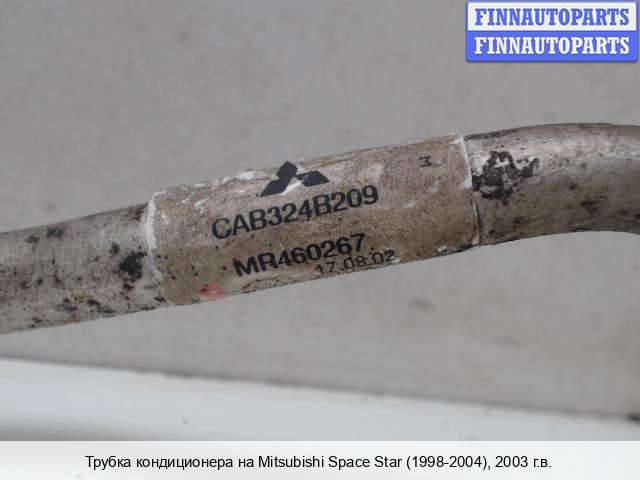 FINNAUTOPARTS
FINNAUTOPARTS
M
CAB324B209
MR460267
17.08.02
Трубка кондиционера на Mitsubishi Space Star (1998-2004), 2003 г.в.